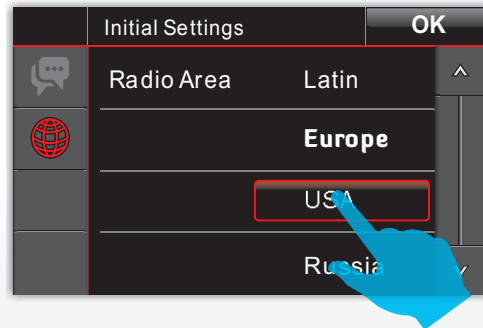 Initial Settings OK
Radio Area Latin
Europe
USA
Russia